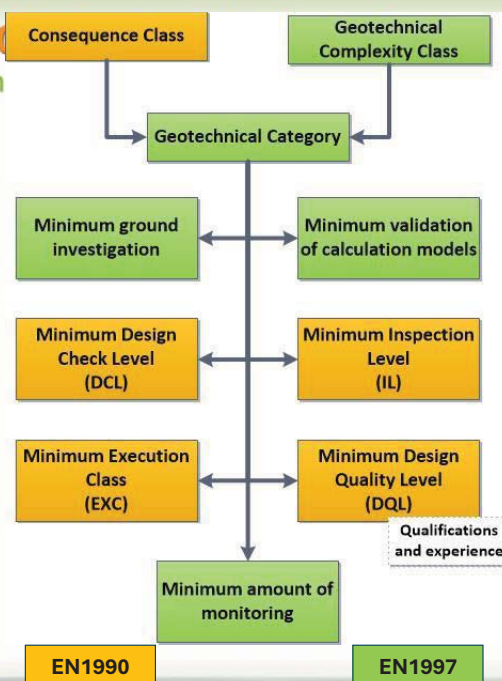 Consequence Class
Geotechnical
Complexity Class
Geotechnical Category
Minimum ground
investigation
Minimum validation
of calculation models
Minimum Design
Check Level
(DCL)
Minimum Inspection
Level
(IL)
Minimum Execution
Class
(EXC)
Minimum Design
Quality Level
(DQL)
Qualifications
and experience
Minimum amount of
monitoring
EN1990
EN1997